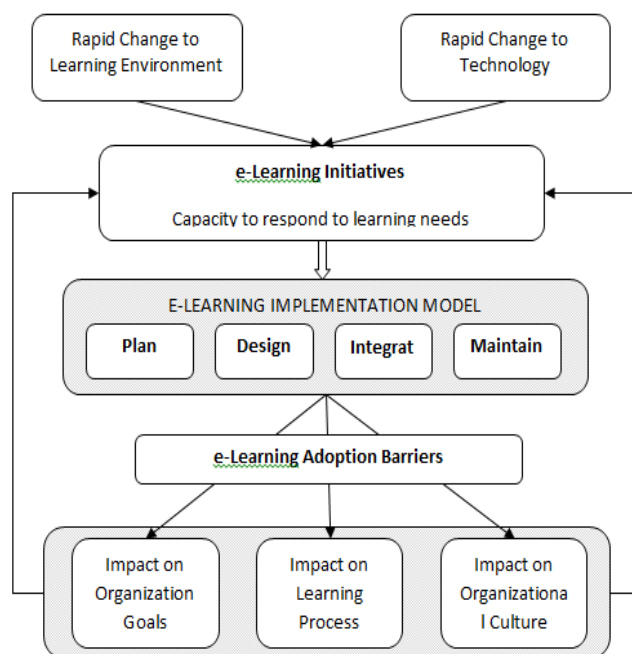 Rapid Change to
Learning Environment
Rapid Change to
Technology
e-Learning Initiatives
Capacity to respond to learning needs
E-LEARNING IMPLEMENTATION MODEL
Plan
Design
Integrat
Maintain
e-Learning Adoption Barriers
Impact on
Organization
Goals
Impact on
Learning
Process
Impact on
Organizationa
l Culture